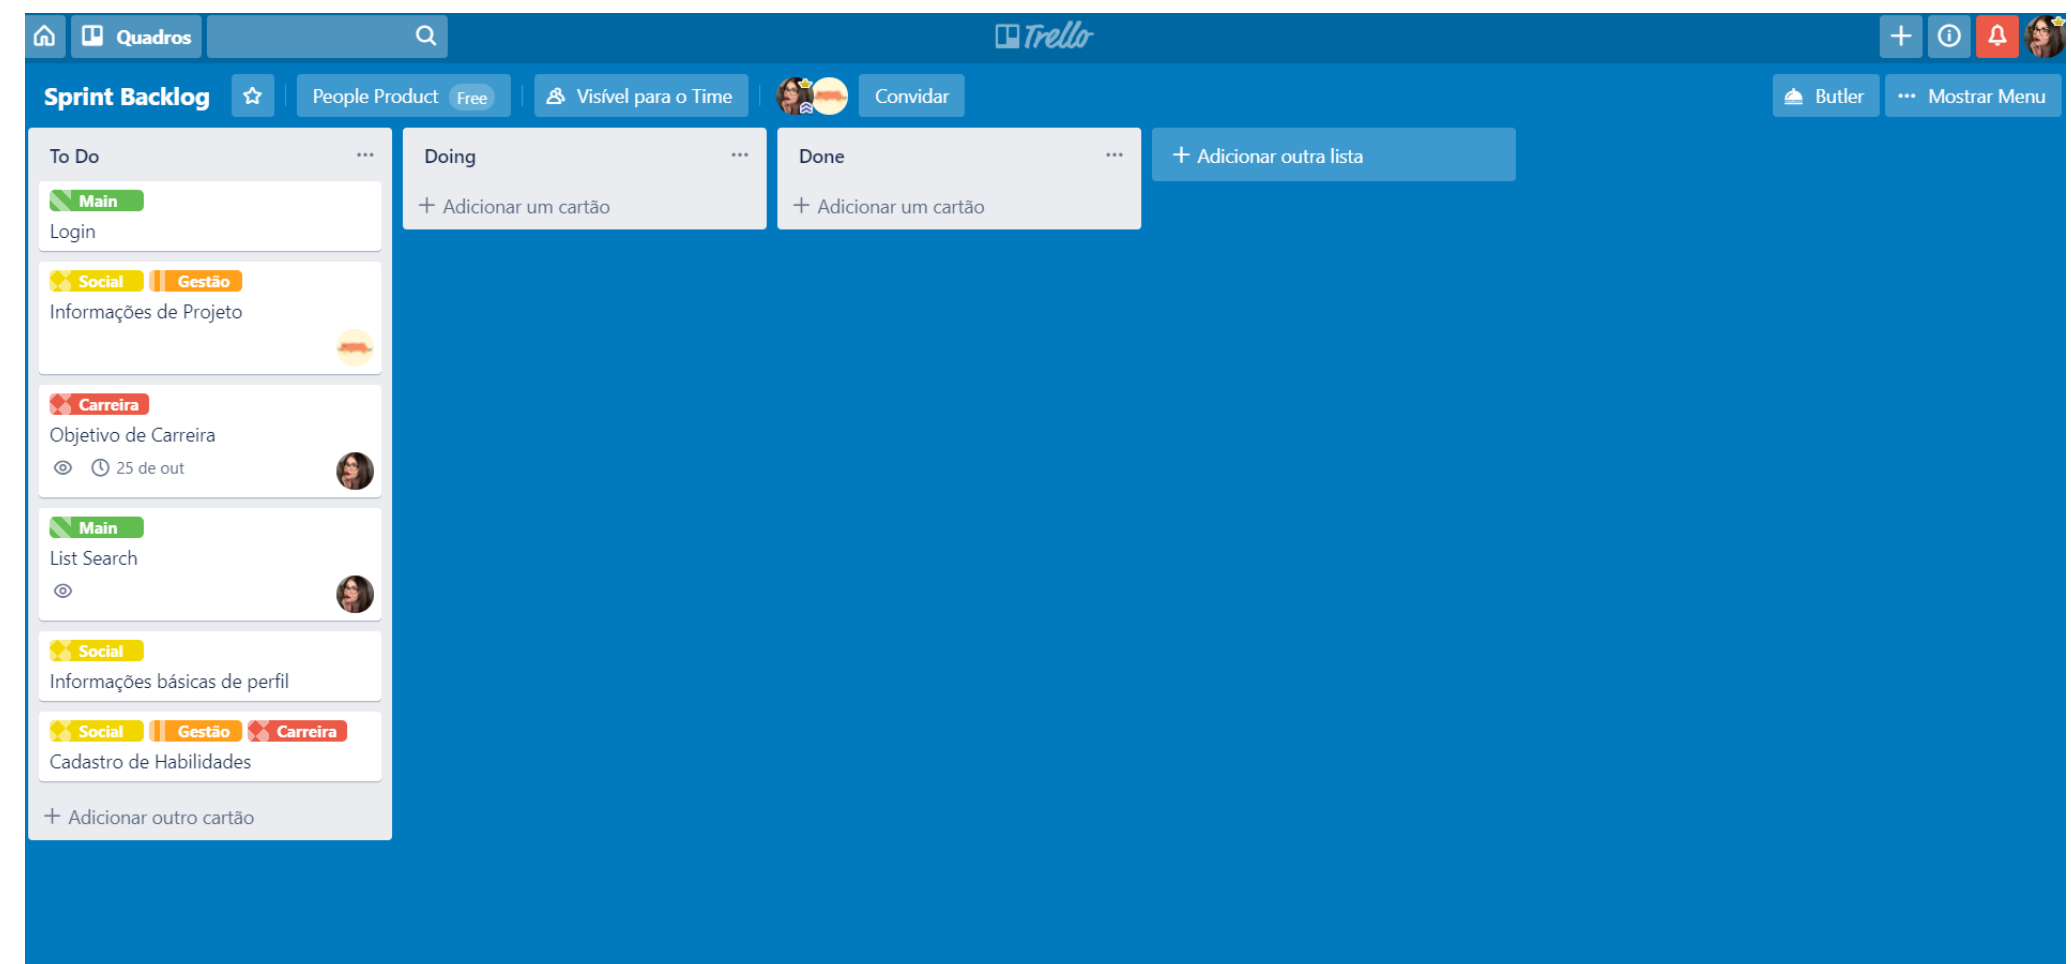 Quadros
Trello
Sprint Backlog
People Product Free
Visível para o Time
Convidar
Butler
Mostrar Menu
To Do
Main
Login
Social Gestão
Informações de Projeto
Carreira
Objetivo de Carreira
25 de out
Main
List Search
Social
Informações básicas de perfil
Social Gestão Carreira
Cadastro de Habilidades
+ Adicionar outro cartão
Doing
+ Adicionar um cartão
Done
+ Adicionar um cartão
+ Adicionar outra lista